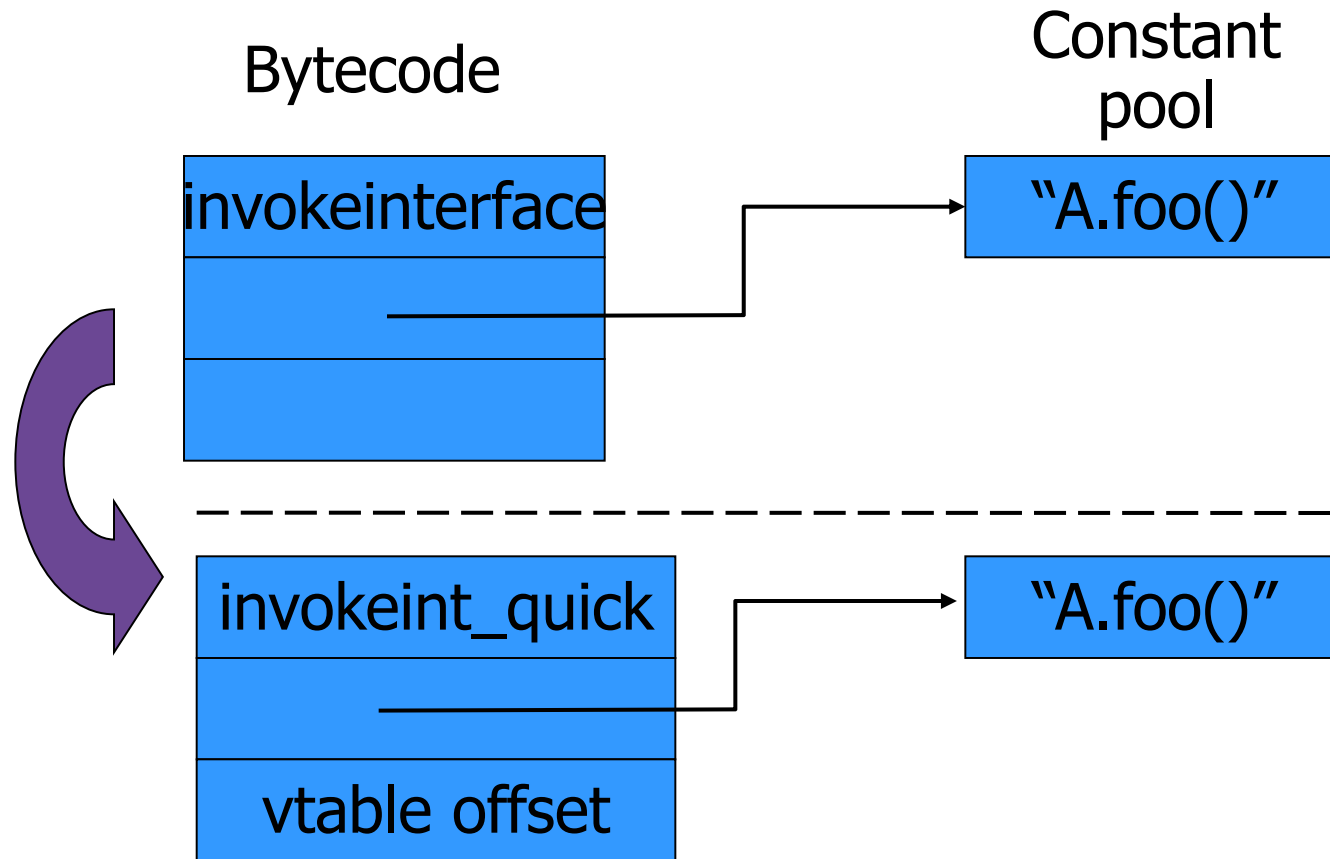 Bytecode
Constant
pool
invokeinterface
“A.foo()”
invokeint_quick
“A.foo()”
vtable offset